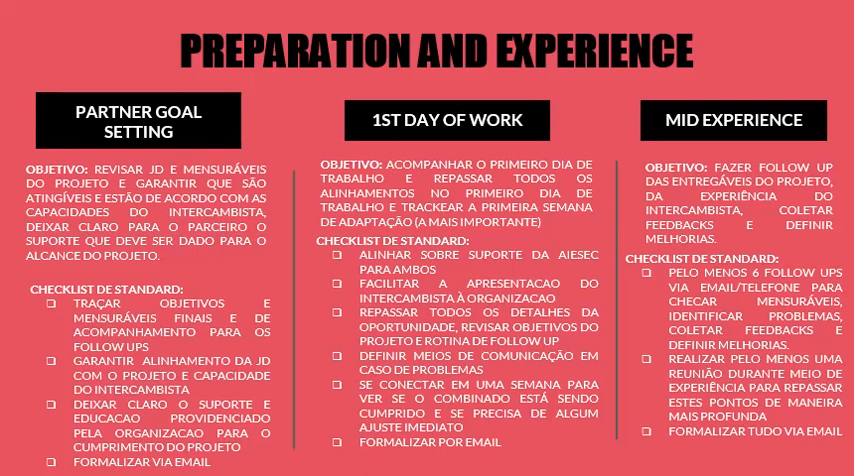 PREPARATION AND EXPERIENCE
PARTNER GOAL
SETTING
OBJETIVO: REVISAR JD E MENSURÁVEIS
DO PROJETO E GARANTIR QUE SÃO
ATINGÍVEIS E ESTÃO DE ACORDO COM AS
CAPACIDADES DO INTERCAMBISTA,
DEIXAR CLARO PARA O PARCEIRO O
SUPORTE QUE DEVE SER DADO PARA O
ALCANCE DO PROJETO.
CHECKLIST DE STANDARD:
❑ TRAÇAR OBJETIVOS E
MENSURÁVEIS FINAIS E DE
ACOMPANHAMENTO PARA OS
FOLLOW UPS
❑ GARANTIR ALINHAMENTO DA JD
COM O PROJETO E CAPACIDADE
DO INTERCAMBISTA
❑ DEIXAR CLARO O SUPORTE E
EDUCACAO PROVIDENCIADO
PELA ORGANIZACAO PARA O
CUMPRIMENTO DO PROJETO
❑ FORMALIZAR VIA EMAIL
1ST DAY OF WORK
OBJETIVO: ACOMPANHAR O PRIMEIRO DIA DE
TRABALHO E REPASSAR TODOS OS
ALINHAMENTOS NO PRIMEIRO DIA DE
TRABALHO E TRACKEAR A PRIMEIRA SEMANA
DE ADAPTAÇÃO (A MAIS IMPORTANTE)
CHECKLIST DE STANDARD:
❑ ALINHAR SOBRE SUPORTE DA AIESEC
PARA AMBOS
❑ FACILITAR A APRESENTACAO DO
INTERCAMBISTA À ORGANIZACAO
❑ REPASSAR TODOS OS DETALHES DA
OPORTUNIDADE, REVISAR OBJETIVOS DO
PROJETO E ROTINA DE FOLLOW UP
❑ DEFINIR MEIOS DE COMUNICAÇÃO EM
CASO DE PROBLEMAS
❑ SE CONECTAR EM UMA SEMANA PARA
VER SE O COMBINADO ESTÁ SENDO
CUMPRIDO E SE PRECISA DE ALGUM
AJUSTE IMEDIATO
❑ FORMALIZAR POR EMAIL
MID EXPERIENCE
OBJETIVO: FAZER FOLLOW UP
DAS ENTREGÁVEIS DO PROJETO,
DA EXPERIÊNCIA DO
INTERCAMBISTA, COLETAR
FEEDBACKS E DEFINIR
MELHORIAS.
CHECKLIST DE STANDARD:
❑ PELO MENOS 6 FOLLOW UPS
VIA EMAIL/TELEFONE PARA
CHECAR MENSURÁVEIS,
IDENTIFICAR PROBLEMAS,
COLETAR FEEDBACKS E
DEFINIR MELHORIAS.
❑ REALIZAR PELO MENOS UMA
REUNIÃO DURANTE MEIO DE
EXPERIÊNCIA PARA REPASSAR
ESTES PONTOS DE MANEIRA
MAIS PROFUNDA
❑ FORMALIZAR TUDO VIA EMAIL